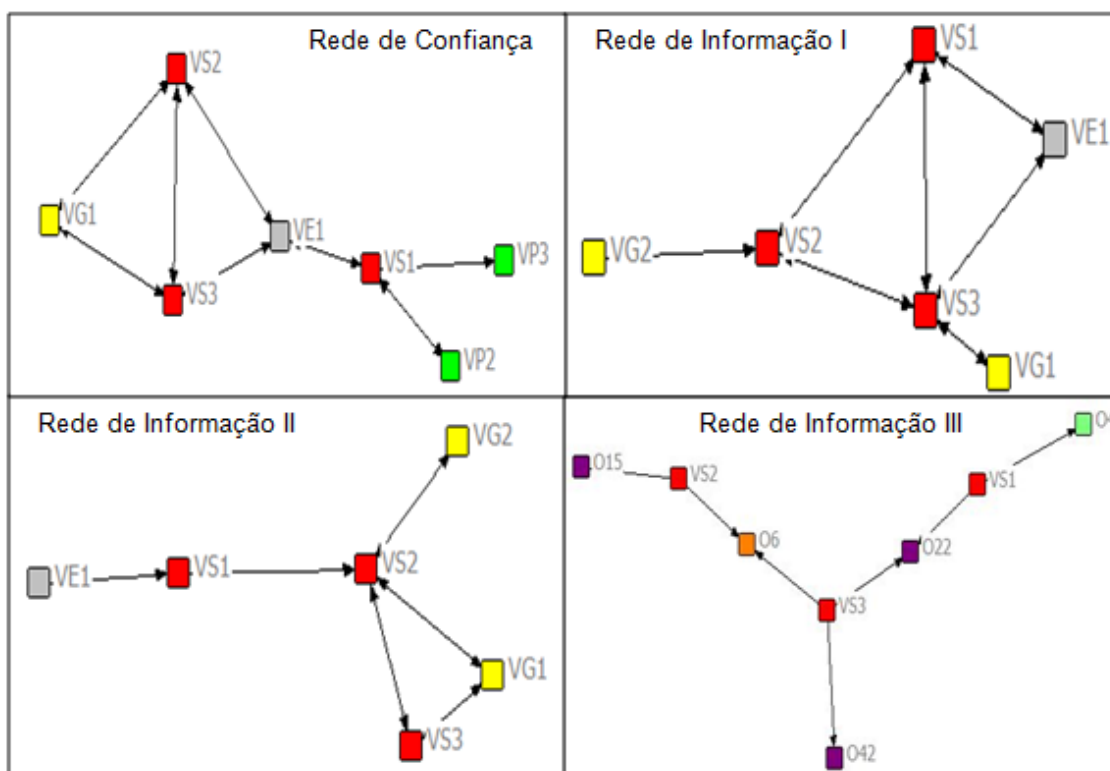 Rede de Confiança
VS2
VG1
VE1
VS1
VP3
VS3
VP2
Rede de Informação I
VS1
VE1
VS2
VG2
VS3
VG1
Rede de Informação II
VG2
VE1
VS1
VS2
VG1
VS3
Rede de Informação III
O15
VS2
VS1
O6
O22
VS3
O42